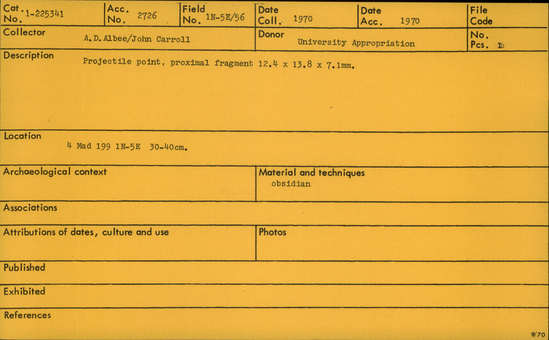 Cat. No. 1-225341 Acc. No. 2726 Field No. 1N-5E/56 Date Coll. 1970 Date Acc. 1970 File Code
Collector A.D.Albee/John Carroll Donor University Appropriation No. Pcs.
Description Projectile point, proximal fragment 12.4 x 13.8 x 7.1mm.
Location
4 Mad 199 1N-5E 30-40cm.
Archaeological context Material and techniques
obsidian
Associations
Attributions of dates, culture and use Photos
Published
Exhibited
References
9/70